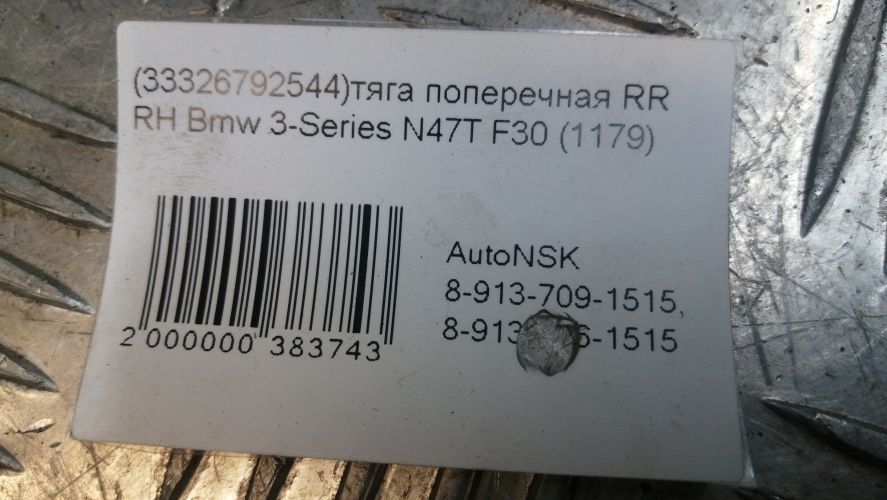 (33326792544)тяга поперечная RR
RH Bmw 3-Series N47T F30 (1179)
AutoNSK
8-913-709-1515,
2 000000 383743